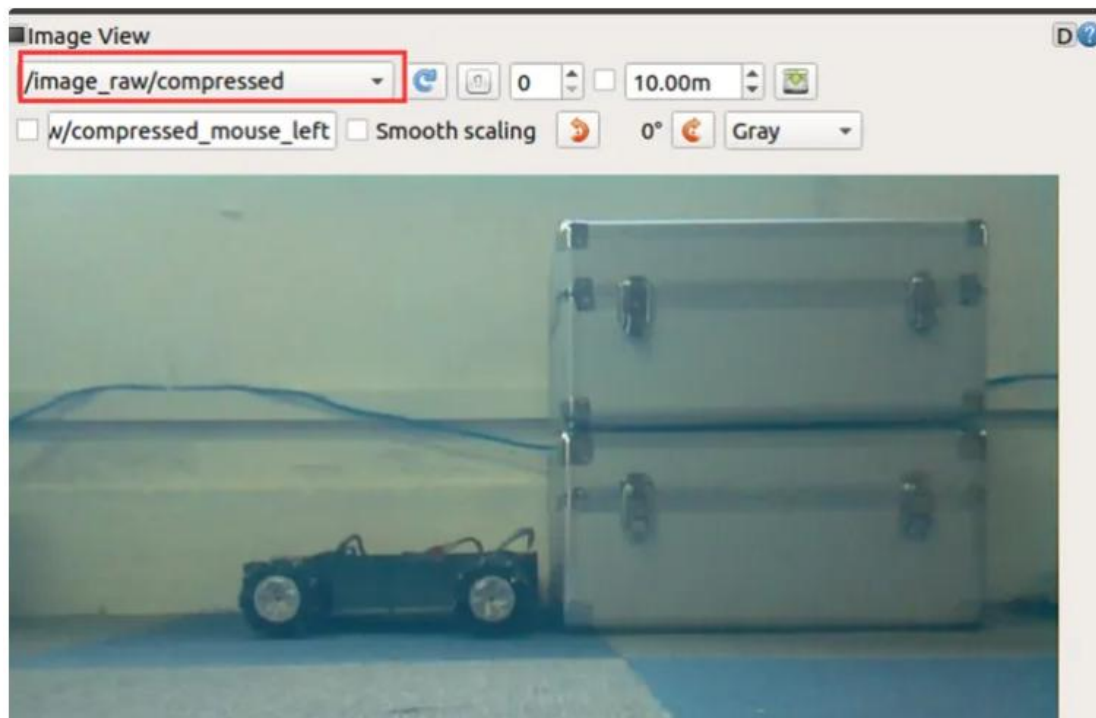 Image View
D
/image_raw/compressed
0
10.00m
w/compressed_mouse_left
Smooth scaling
0°
Gray